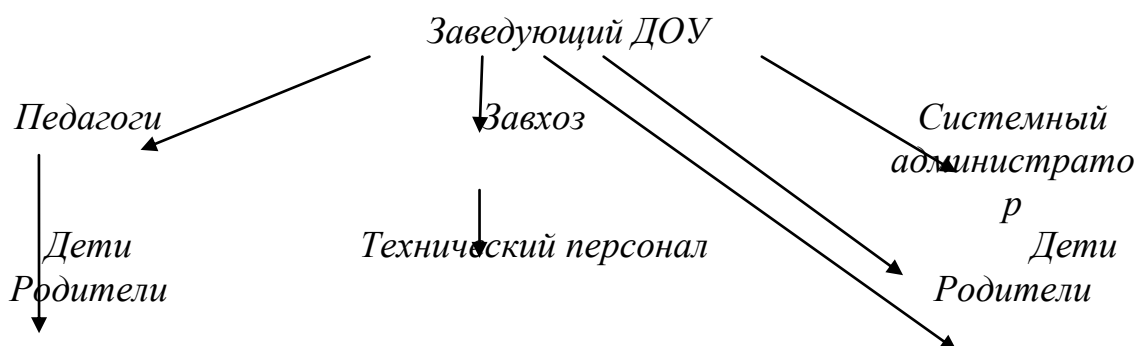 Заведующий ДОУ
Педагоги Завхоз Системный
администрато
р
Дети Технический персонал Дети
Родители Родители